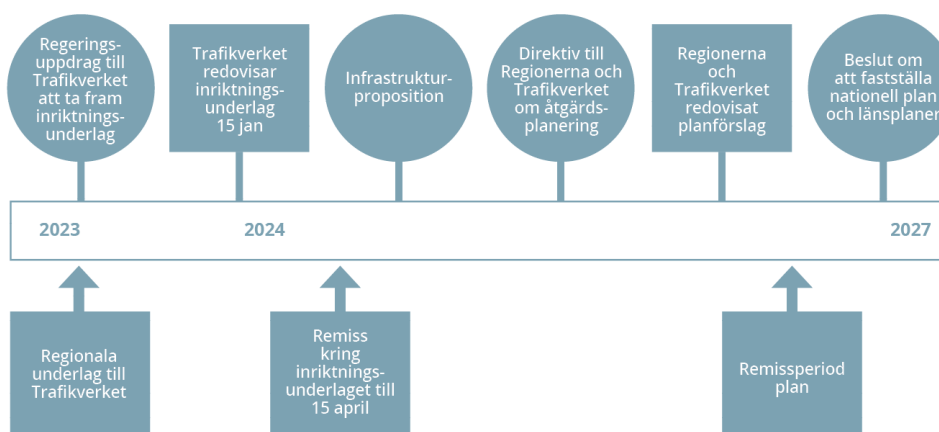 Regerings-
uppdrag till
Trafikverket
att ta fram
inriktnings-
underlag
Trafikverket
redovisar
inriktnings-
underlag
15 jan
Infrastruktur-
proposition
Direktiv till
Regionerna och
Trafikverket
om åtgärds-
planering
Regionerna
och
Trafikverket
redovisat
planförslag
Beslut om
att fastställa
nationell plan
och länsplaner
2023
2024
2027
Regionala
underlag till
Trafikverket
Remiss
kring
inriktnings-
underlaget till
15 april
Remissperiod
plan